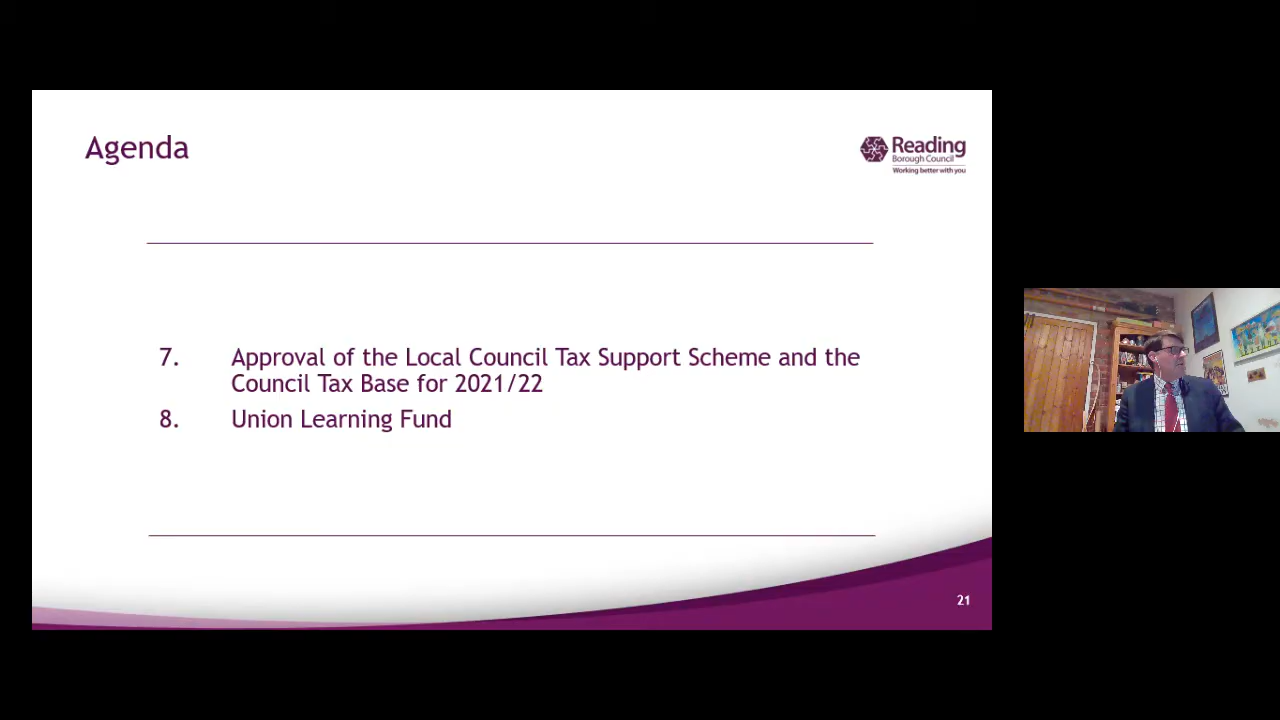 Agenda
Reading
Borough Council
Working better with you
7. Approval of the Local Council Tax Support Scheme and the
Council Tax Base for 2021/22
8. Union Learning Fund
21